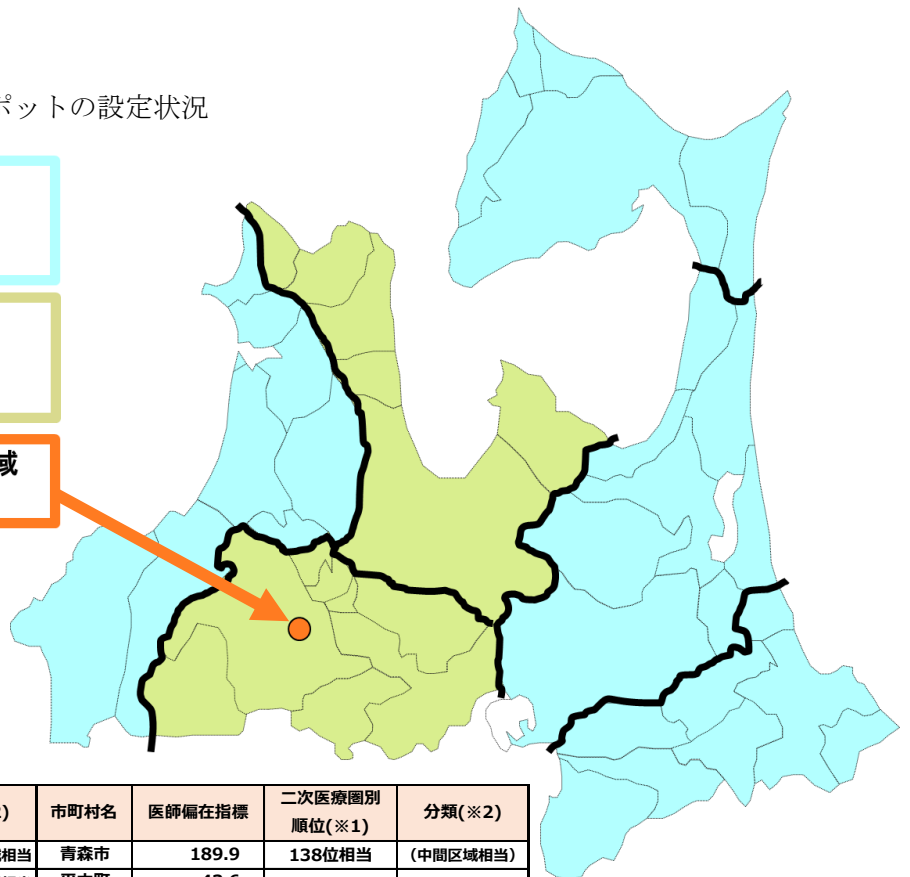 ポットの設定状況
域
市町村名 医師偏在指標 二次医療圏別順位(※1) 分類(※2)
相当 青森市 189.9 138位相当 (中間区域相当)